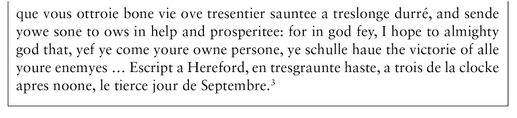 que vous ottroie bone vie ove tresentier sauntee a treslonge durré, and sende
yowe sone to ows in help and prosperitee: for in god fey, I hope to almighty
god that, yef ye come youre owne persone, ye schulle haue the victorie of alle
youre enemyes … Escript a Hereford, en tresgraunte haste, a trois de la clocke
apres noone, le tierce jour de Septembre.³